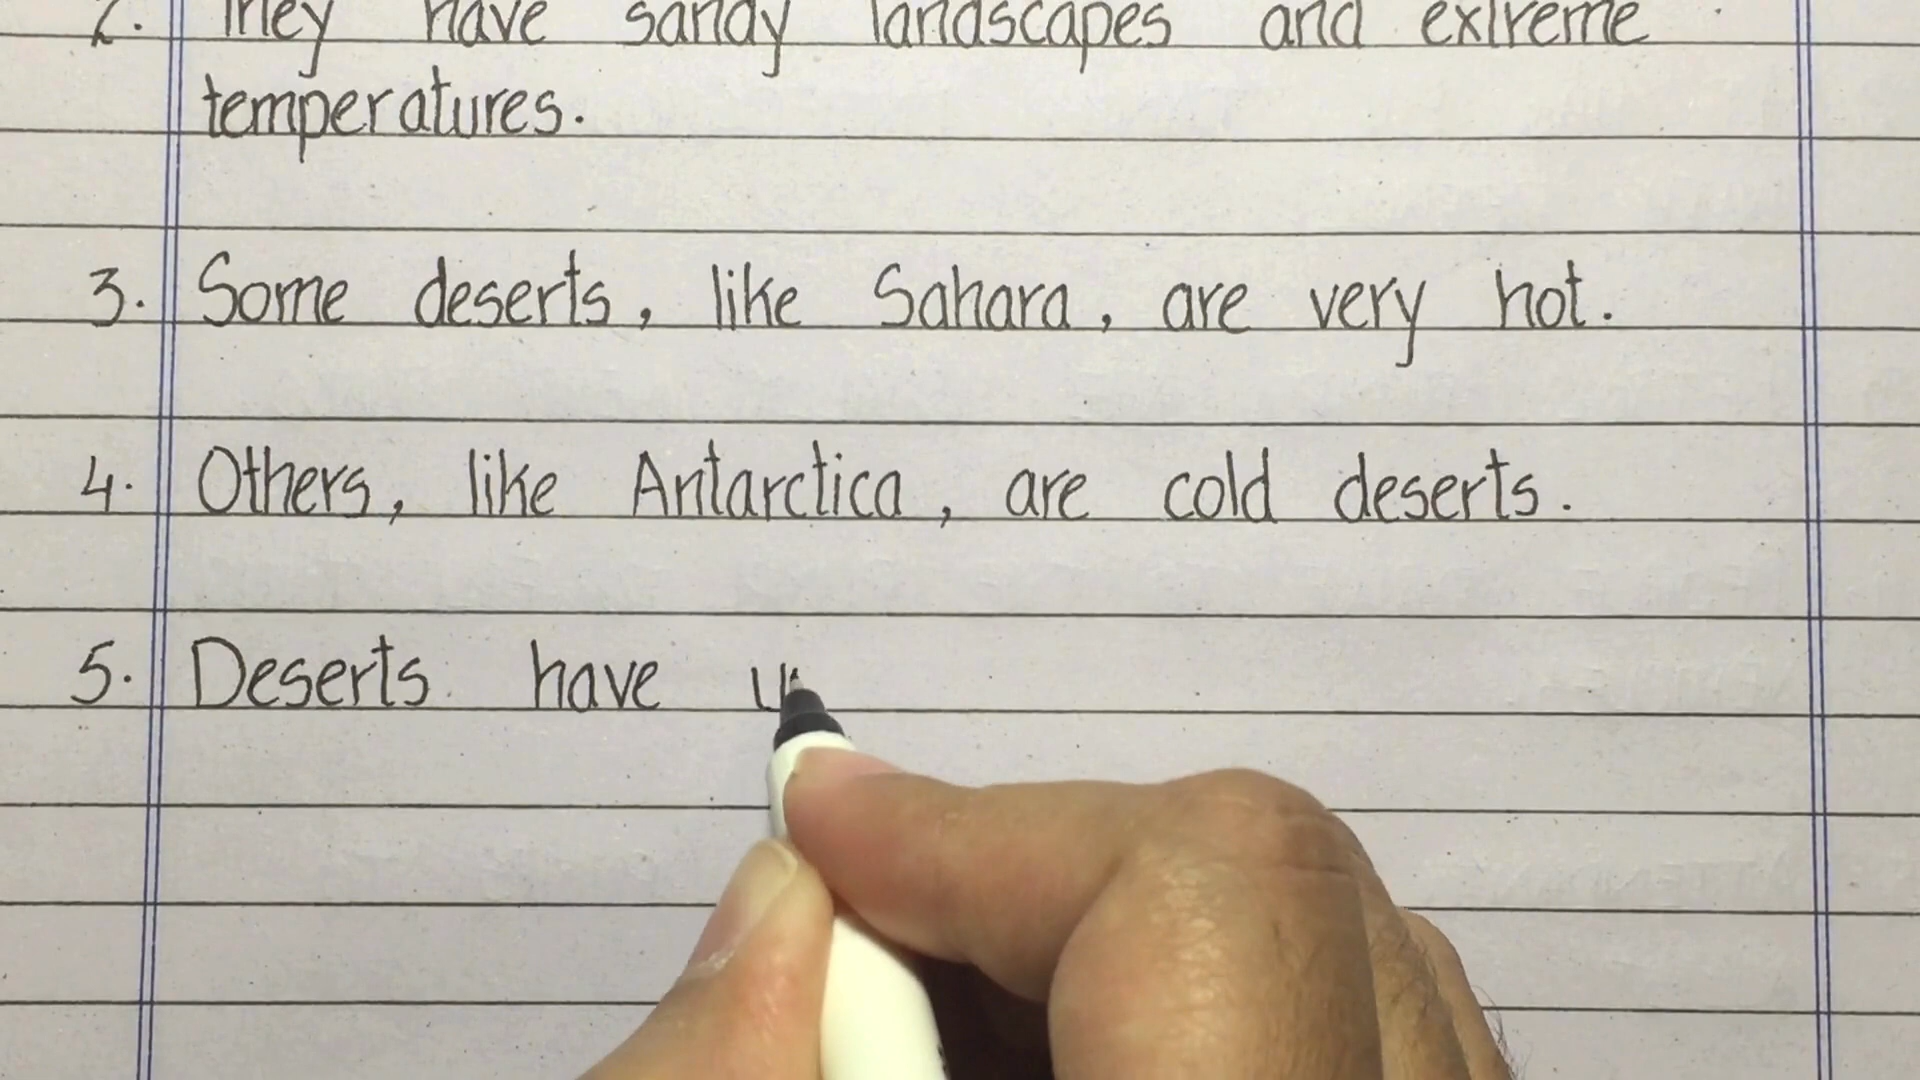 2. They have sandy landscapes and extreme
temperatures.
3. Some deserts, like Sahara, are very hot.
4. Others, like Antarctica, are cold deserts.
5. Deserts have